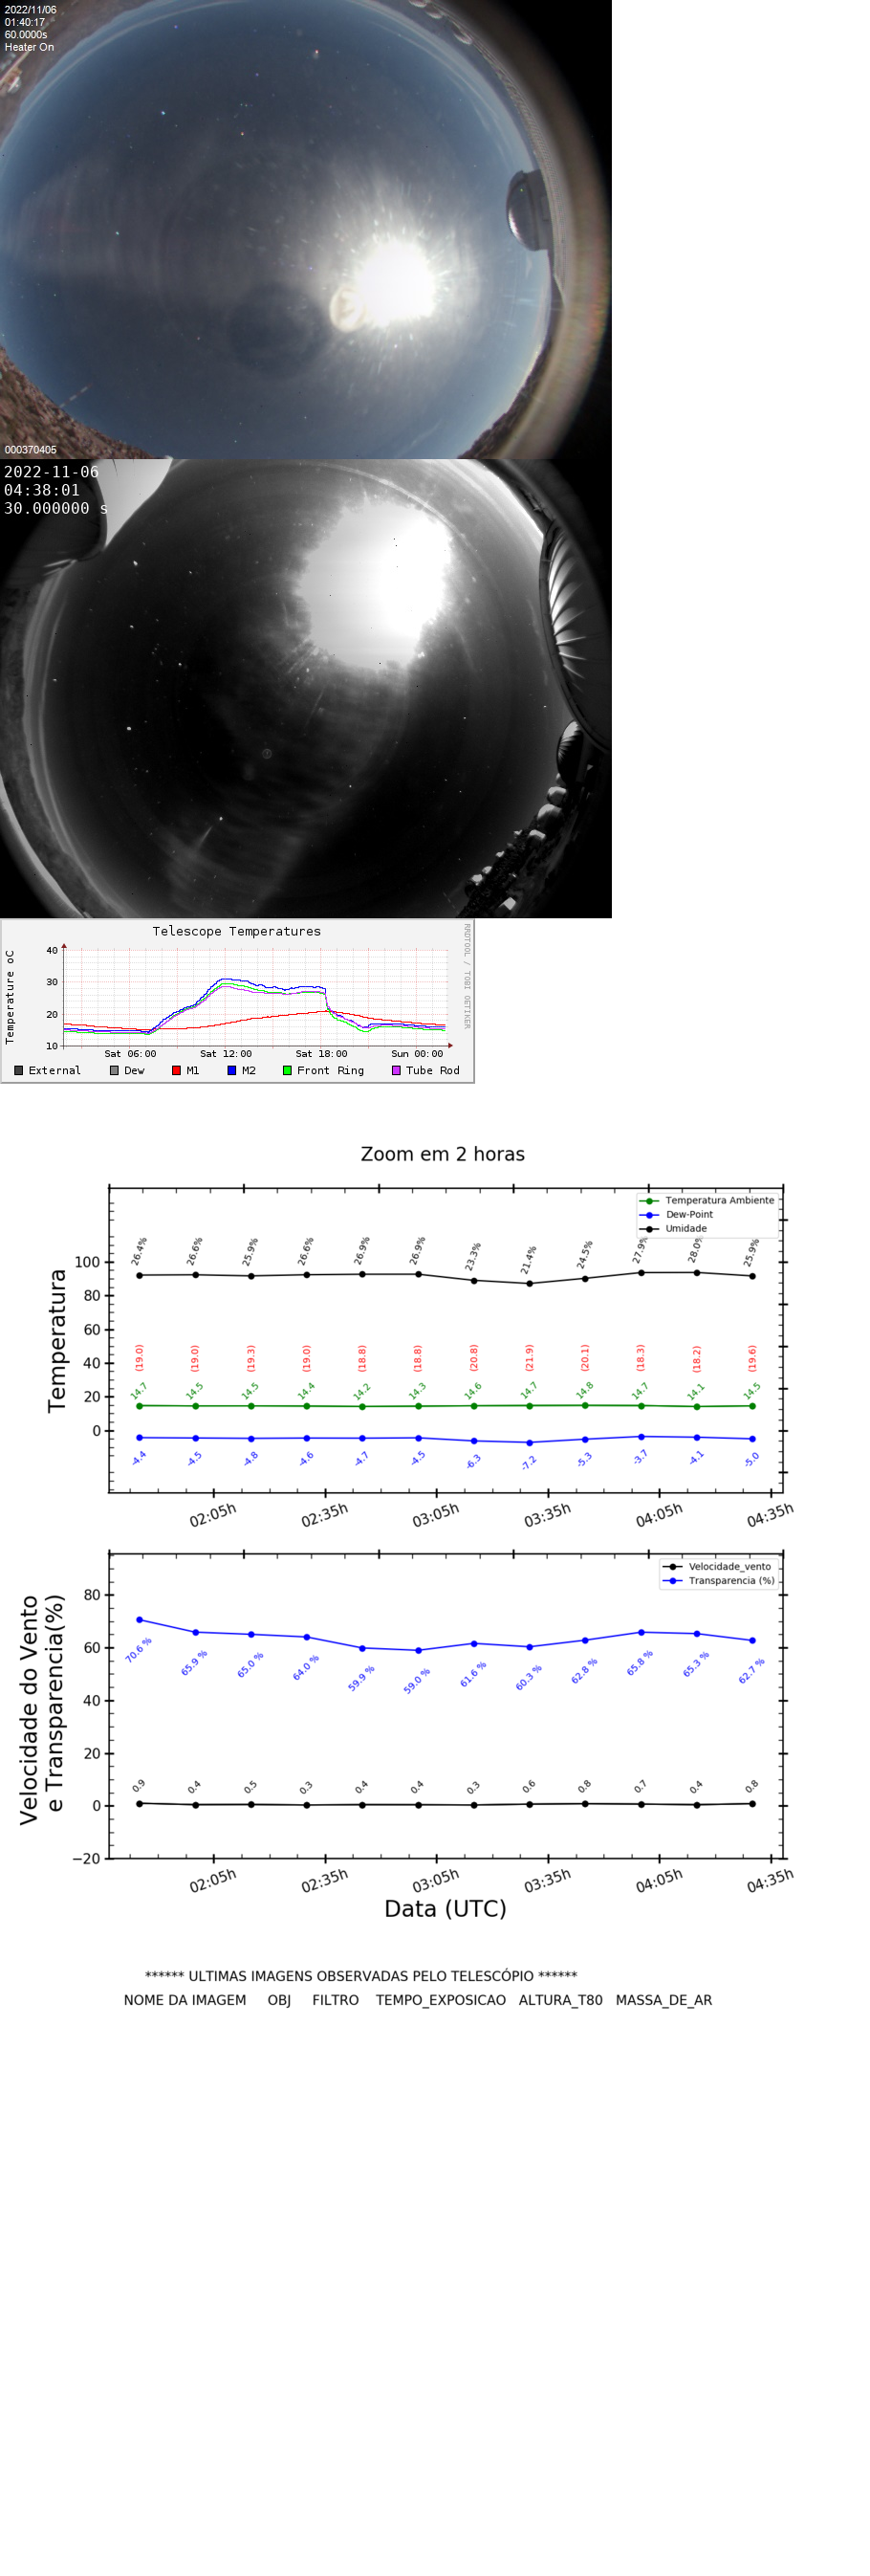 2022/11/06
01:40:17
60.0000s
Heater On
000370405
2022-11-06
04:38:01
30.000000 s
Telescope Temperatures
RRDTOOL / TOBI OETIKER
Temperature oC
40
30
20
10
Sat 06:00 Sat 12:00 Sat 18:00 Sun 00:00
External Dew M1 M2 Front Ring Tube Rod
Zoom em 2 horas
Temperatura Ambiente
Dew-Point
Umidade
Temperatura
100
80
60
40
20
0
26.4% 26.6% 25.9% 26.6% 26.9% 26.9% 23.3% 21.4% 24.5% 27.9% 28.0% 25.9%
(19.0) (19.0) (19.3) (19.0) (18.8) (18.8) (20.8) (21.9) (20.1) (18.3) (18.2) (19.6)
14.7 14.5 14.5 14.4 14.2 14.3 14.6 14.7 14.8 14.7 14.1 14.5
-4.4 -4.5 -4.8 -4.6 -4.7 -4.5 -6.3 -7.2 -5.3 -3.7 -4.1 -5.0
02:05h 02:35h 03:05h 03:35h 04:05h 04:35h
Velocidade_vento
Transparencia (%)
Velocidade do Vento
e Transparencia(%)
80
60
40
20
0
−20
70.6 % 65.9 % 65.0 % 64.0 % 59.9 % 59.0 % 61.6 % 60.3 % 62.8 % 65.8 % 65.3 % 62.7 %
0.9 0.4 0.5 0.3 0.4 0.4 0.3 0.6 0.8 0.7 0.4 0.8
02:05h 02:35h 03:05h 03:35h 04:05h 04:35h
Data (UTC)
****** ULTIMAS IMAGENS OBSERVADAS PELO TELESCÓPIO ******
NOME DA IMAGEM OBJ FILTRO TEMPO_EXPOSICAO ALTURA_T80 MASSA_DE_AR